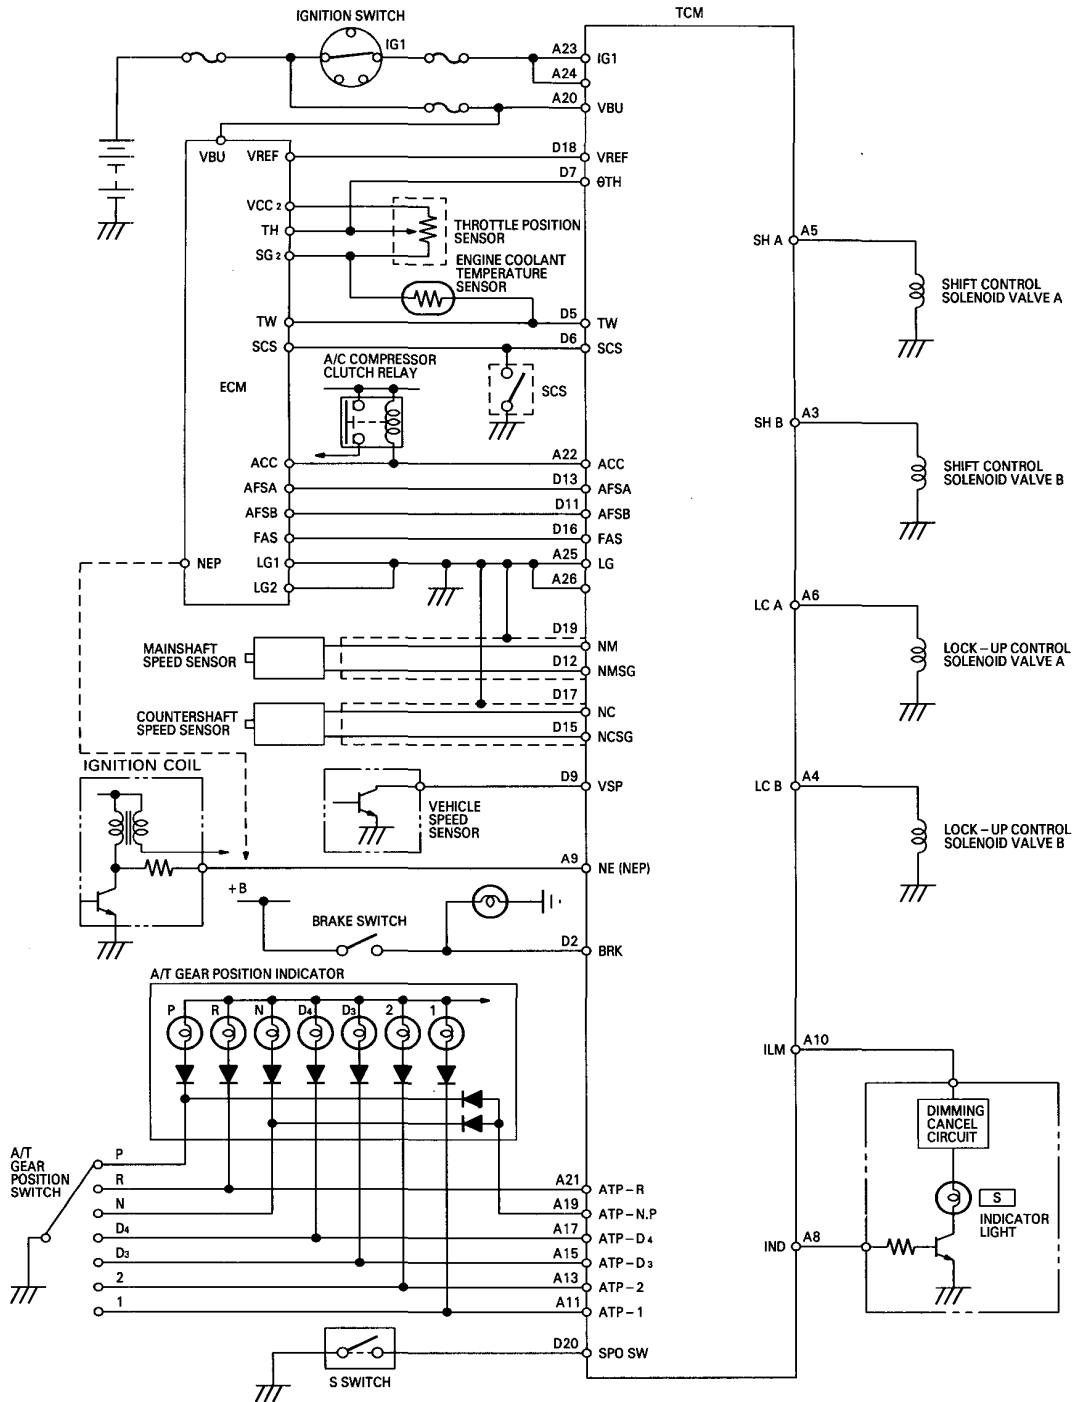 IGNITION SWITCH
TCM
IG1
A23
IG1
A24
A20
VBU
VBU
VREF
D18
VREF
D7
θTH
VCC 2
TH
THROTTLE POSITION
SENSOR
SG 2
ENGINE COOLANT
TEMPERATURE
SENSOR
SH A
A5
SHIFT CONTROL
SOLENOID VALVE A
TW
D5
TW
SCS
D6
SCS
A/C COMPRESSOR
CLUTCH RELAY
ECM
SCS
SH B
A3
SHIFT CONTROL
SOLENOID VALVE B
ACC
A22
ACC
AFSA
D13
AFSA
AFSB
D11
AFSB
FAS
D16
FAS
NEP
LG1
A25
LG
LG2
A26
LC A
A6
LOCK-UP CONTROL
SOLENOID VALVE A
MAINSHAFT
SPEED SENSOR
D19
NM
D12
NMSG
COUNTERSHAFT
SPEED SENSOR
D17
NC
D15
NCSG
IGNITION COIL
D9
VSP
VEHICLE
SPEED
SENSOR
LC B
A4
LOCK-UP CONTROL
SOLENOID VALVE B
A9
NE (NEP)
+B
BRAKE SWITCH
D2
BRK
A/T GEAR POSITION INDICATOR
P
R
N
D4
D3
2
1
ILM
A10
DIMMING
CANCEL
CIRCUIT
A/T
GEAR
POSITION
SWITCH
P
R
A21
ATP-R
N
A19
ATP-N.P
D4
A17
ATP-D4
D3
A15
ATP-D3
2
A13
ATP-2
1
A11
ATP-1
S
INDICATOR
LIGHT
IND
A8
D20
SPO SW
S SWITCH